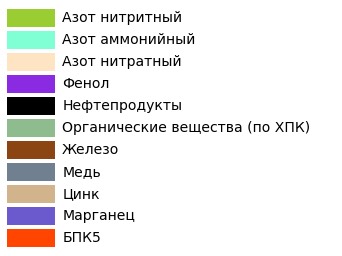 Азот нитритный
Азот аммонийный
Азот нитратный
Фенол
Нефтепродукты
Органические вещества (по ХПК)
Железо
Медь
Цинк
Марганец
БПК5